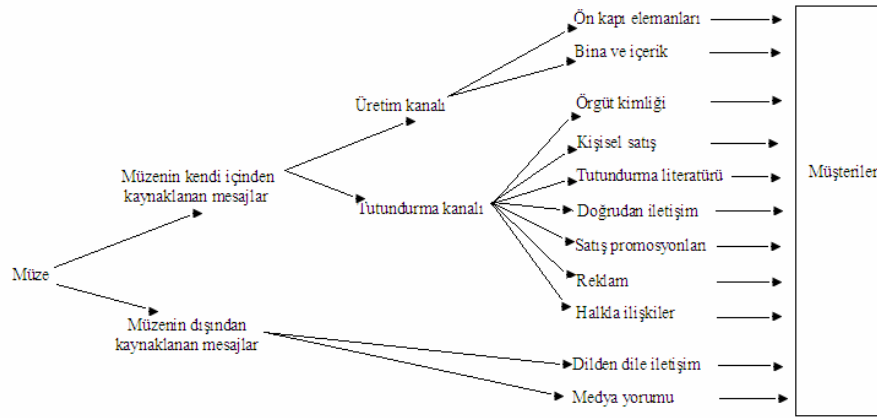 Ön kapı elemanları
Bina ve içerik
Üretim kanalı
Örgüt kimliği
Kişisel satış
Müzenin kendi içinden
kaynaklanan mesajlar
Tutundurma literatürü
Müşteriler
Tutundurma kanalı
Doğrudan iletişim
Satış promosyonları
Müze
Reklam
Halkla ilişkiler
Müzenin dışından
kaynaklanan mesajlar
Dilden dile iletişim
Medya yorumu